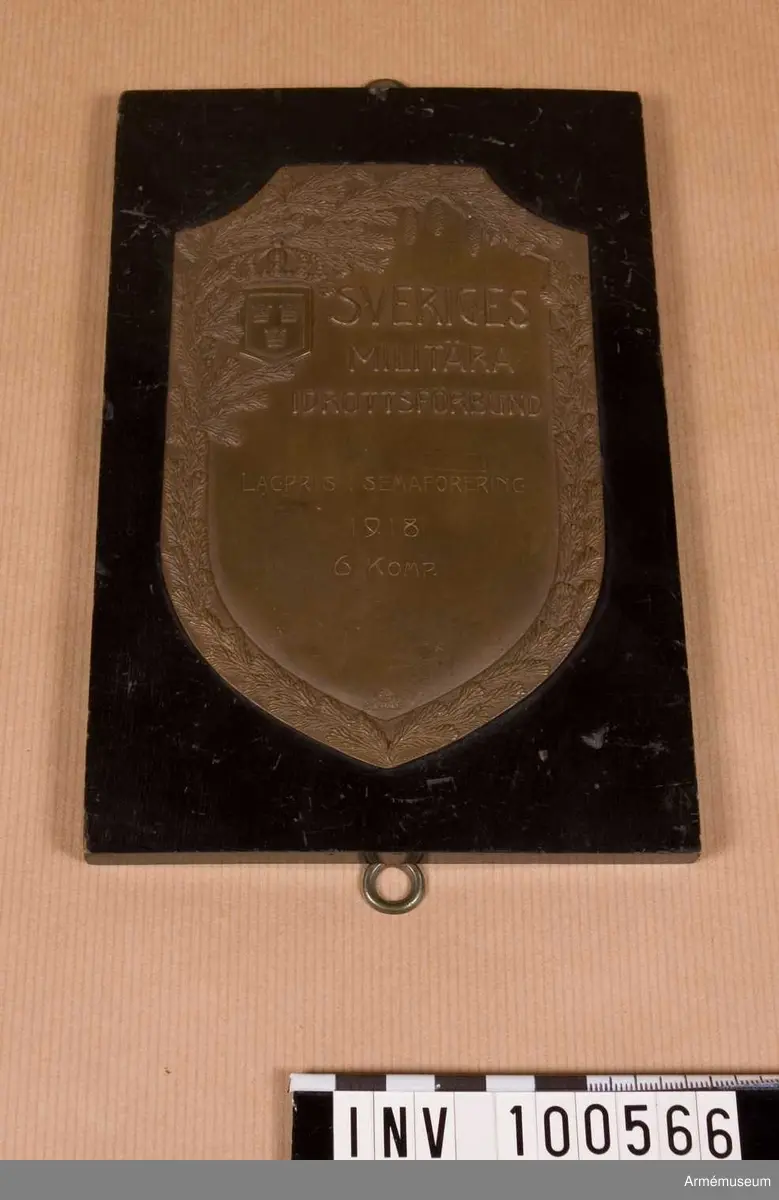 SVERIGES
MILITÄRA
IDROTTSFÖRBUND
LAGPRIS I SEMAFORERING
1918
6 KOMP.
INV 100566
Armémuseum